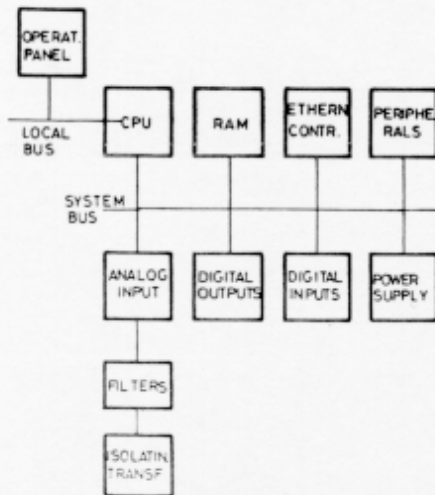 OPERAT.
PANEL
LOCAL
BUS
CPU
RAM
ETHERN
CONTR.
PERIPHE
RALS
SYSTEM
BUS
ANALOG
INPUT
DIGITAL
OUTPUTS
DIGITAL
INPUTS
POWER
SUPPLY
FILTERS
ISOLATIN.
TRANSF.